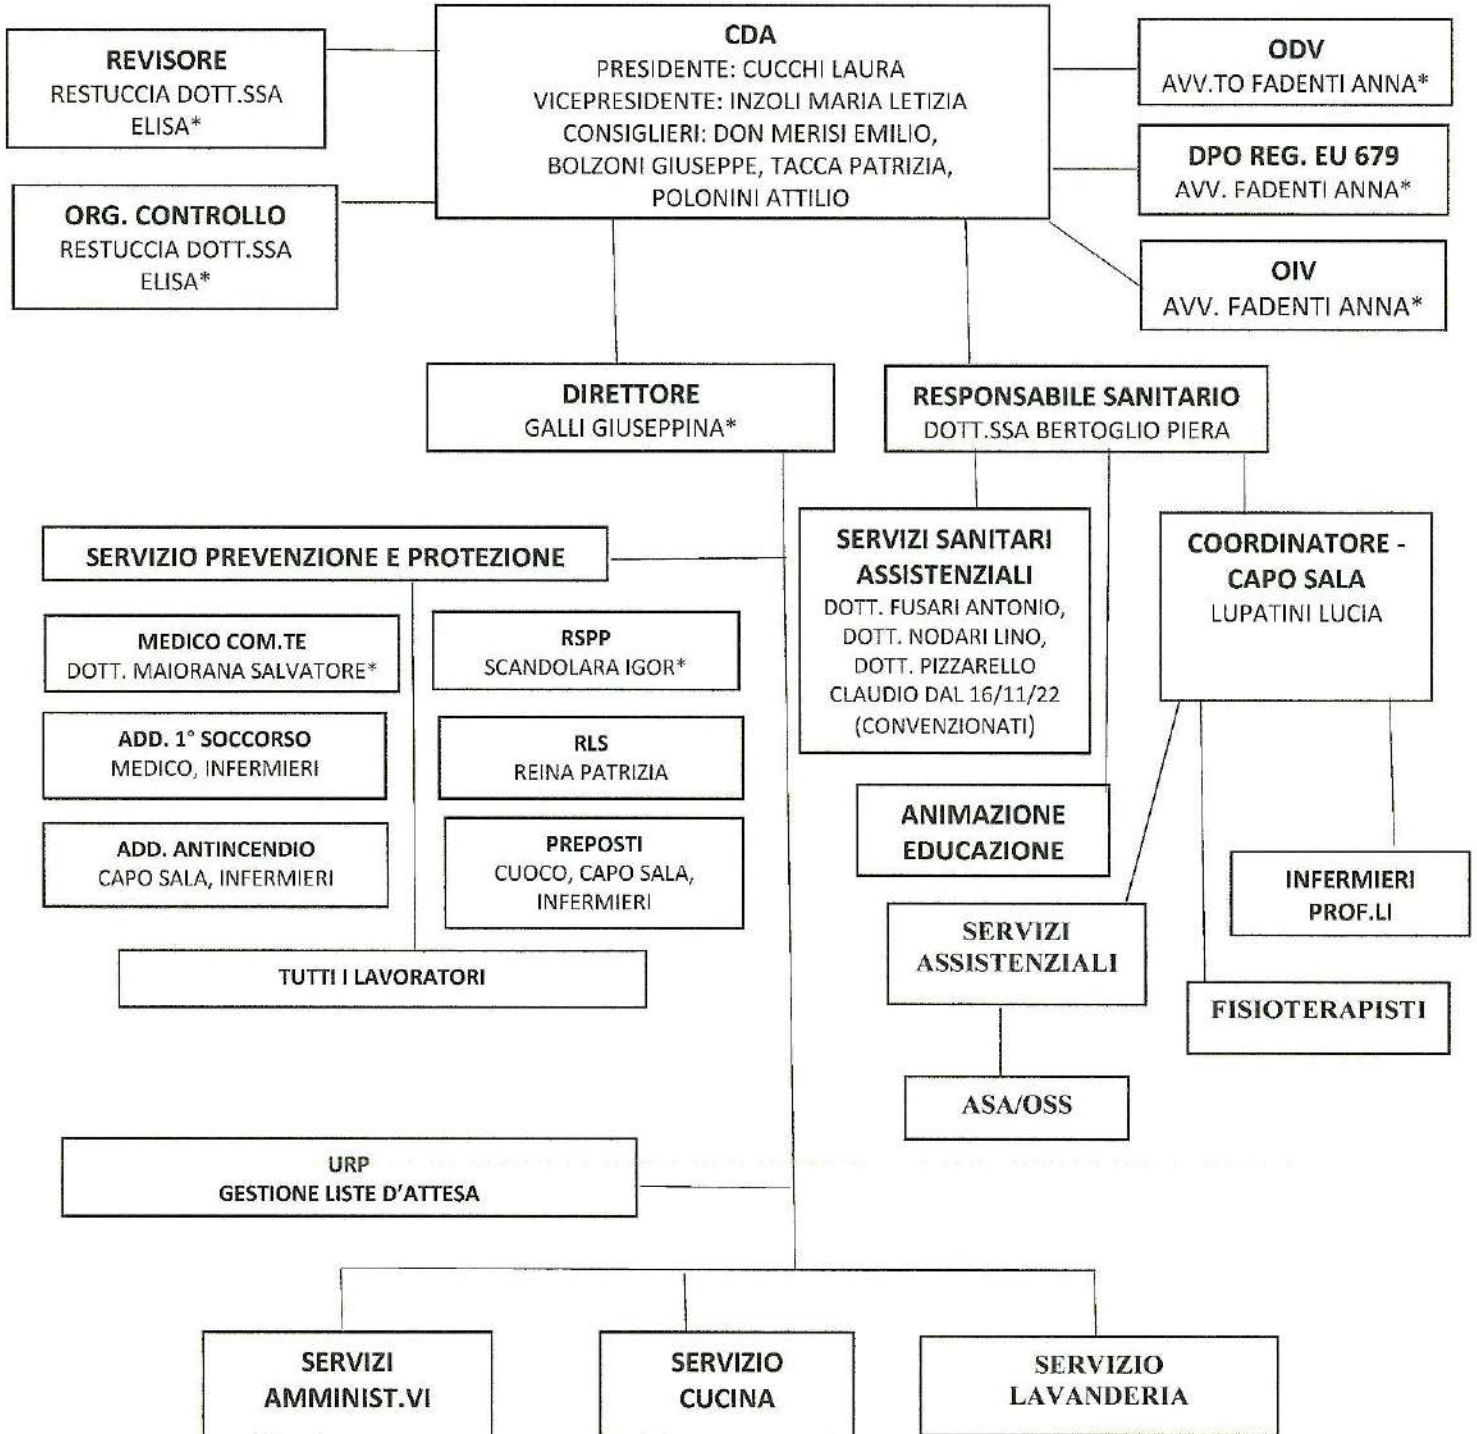 CDA
PRESIDENTE: CUCCHI LAURA
VICEPRESIDENTE: INZOLI MARIA LETIZIA
CONSIGLIERI: DON MERISI EMILIO,
BOLZONI GIUSEPPE, TACCA PATRIZIA,
POLONINI ATTILIO
REVISORE
RESTUCCIA DOTT.SSA
ELISA*
ORG. CONTROLLO
RESTUCCIA DOTT.SSA
ELISA*
ODV
AVV.TO FADENTI ANNA*
DPO REG. EU 679
AVV. FADENTI ANNA*
OIV
AVV. FADENTI ANNA*
DIRETTORE
GALLI GIUSEPPINA*
RESPONSABILE SANITARIO
DOTT.SSA BERTOGLIO PIERA
SERVIZIO PREVENZIONE E PROTEZIONE
MEDICO COM.TE
DOTT. MAIORANA SALVATORE*
RSPP
SCANDOLARA IGOR*
ADD. 1° SOCCORSO
MEDICO, INFERMIERI
RLS
REINA PATRIZIA
ADD. ANTINCENDIO
CAPO SALA, INFERMIERI
PREPOSTI
CUOCO, CAPO SALA,
INFERMIERI
TUTTI I LAVORATORI
SERVIZI SANITARI
ASSISTENZIALI
DOTT. FUSARI ANTONIO,
DOTT. NODARI LINO,
DOTT. PIZZARELLO
CLAUDIO DAL 16/11/22
(CONVENZIONATI)
COORDINATORE -
CAPO SALA
LUPATINI LUCIA
ANIMAZIONE
EDUCAZIONE
INFERMIERI
PROF.LI
SERVIZI
ASSISTENZIALI
FISIOTERAPISTI
ASA/OSS
URP
GESTIONE LISTE D'ATTESA
SERVIZI
AMMINIST.VI
SERVIZIO
CUCINA
SERVIZIO
LAVANDERIA